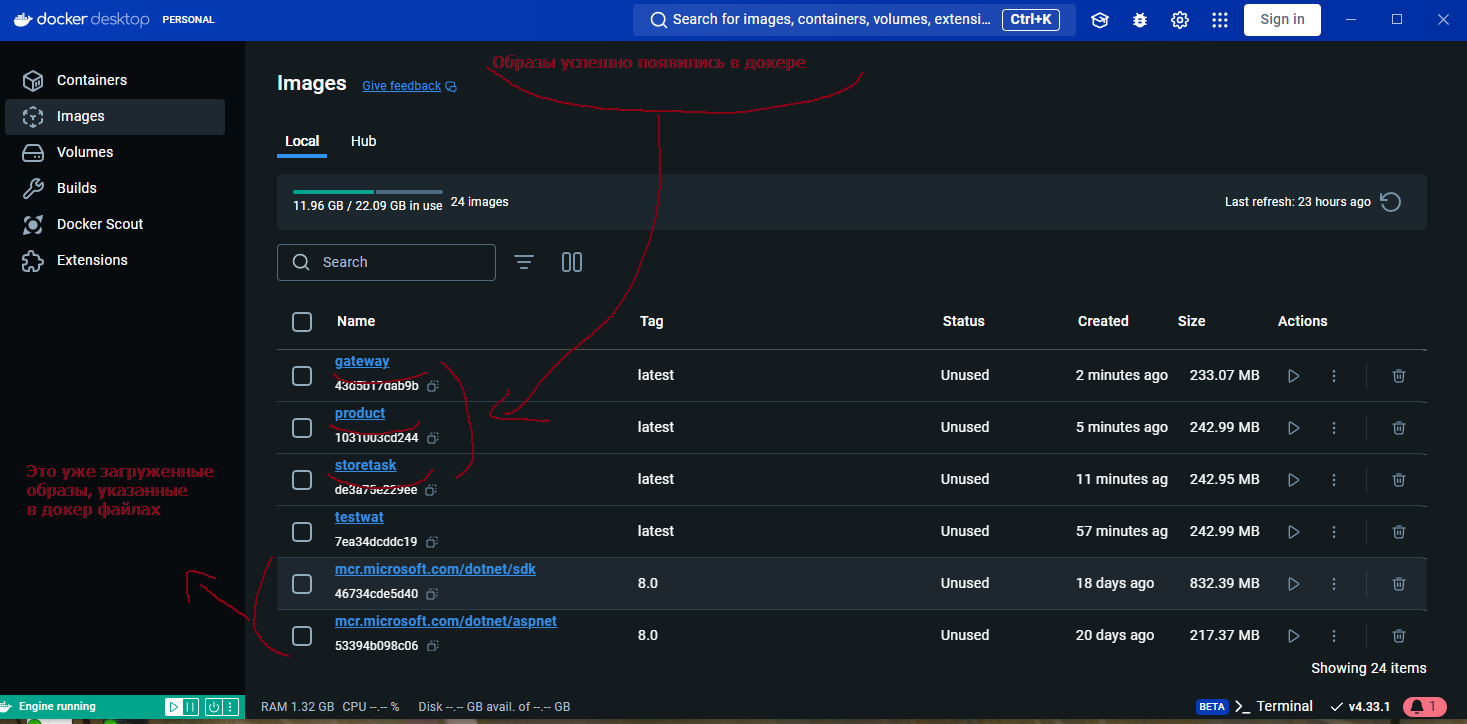 docker desktop PERSONAL
Search for images, containers, volumes, extensi... Ctrl+K
Sign in
Containers
Images
Volumes
Builds
Docker Scout
Extensions
Образы успешно появились в докере
Images Give feedback
Local Hub
11.96 GB / 22.09 GB in use 24 images
Last refresh: 23 hours ago
Search
Name Tag Status Created Size Actions
gateway
43d5b17dab9b
latest Unused 2 minutes ago 233.07 MB
product
1031003cd244
latest Unused 5 minutes ago 242.99 MB
storetask
de3a75e229ee
latest Unused 11 minutes ag 242.95 MB
testwat
7ea34dcddc19
latest Unused 57 minutes ag 242.99 MB
mcr.microsoft.com/dotnet/sdk
46734cde5d40
8.0 Unused 18 days ago 832.39 MB
mcr.microsoft.com/dotnet/aspnet
53394b098c06
8.0 Unused 20 days ago 217.37 MB
Это уже загруженные
образы, указанные
в докер файлах
Showing 24 items
Engine running
RAM 1.32 GB CPU --.-- % Disk --.-- GB avail. of --.-- GB
BETA >_ Terminal v4.33.1 1